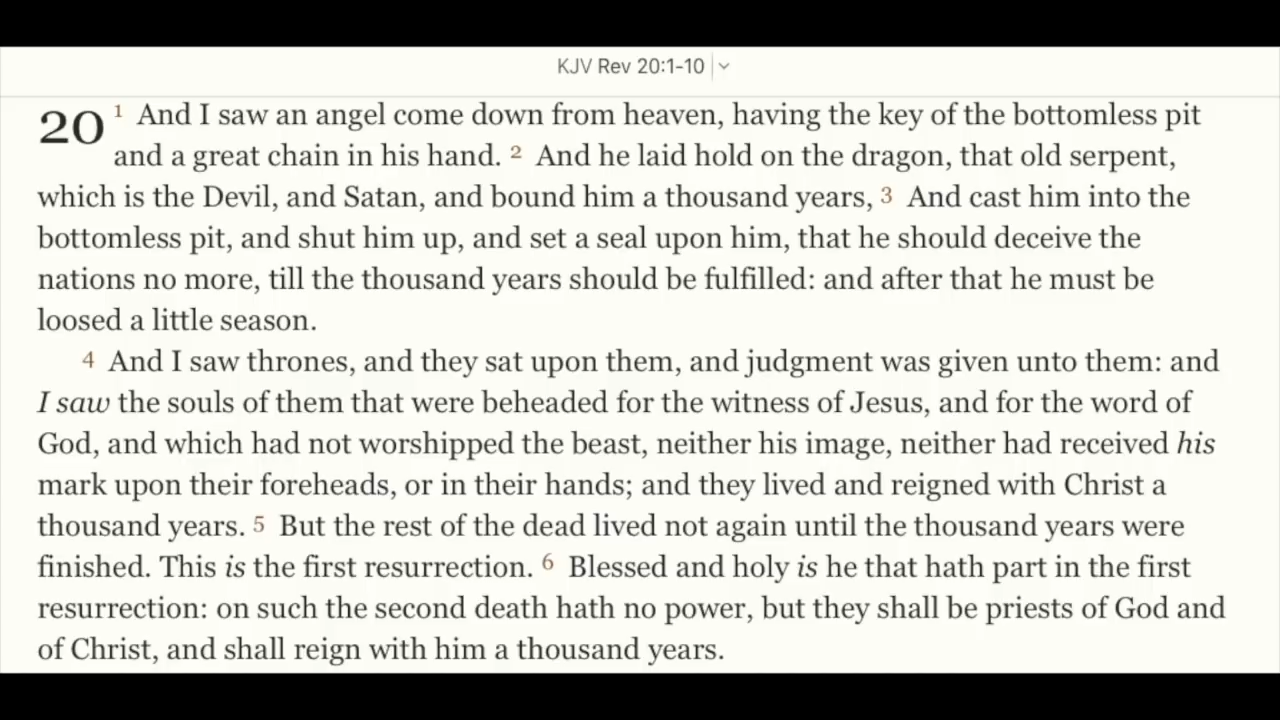 KJV Rev 20:1-10
20 1 And I saw an angel come down from heaven, having the key of the bottomless pit
and a great chain in his hand. 2 And he laid hold on the dragon, that old serpent,
which is the Devil, and Satan, and bound him a thousand years, 3 And cast him into the
bottomless pit, and shut him up, and set a seal upon him, that he should deceive the
nations no more, till the thousand years should be fulfilled: and after that he must be
loosed a little season.
4 And I saw thrones, and they sat upon them, and judgment was given unto them: and
I saw the souls of them that were beheaded for the witness of Jesus, and for the word of
God, and which had not worshipped the beast, neither his image, neither had received his
mark upon their foreheads, or in their hands; and they lived and reigned with Christ a
thousand years. 5 But the rest of the dead lived not again until the thousand years were
finished. This is the first resurrection. 6 Blessed and holy is he that hath part in the first
resurrection: on such the second death hath no power, but they shall be priests of God and
of Christ, and shall reign with him a thousand years.